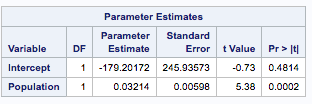 Parameter Estimates
Variable DF Parameter Estimate Standard Error t Value Pr > |t|
Intercept 1 -179.20172 245.93573 -0.73 0.4814
Population 1 0.03214 0.00598 5.38 0.0002